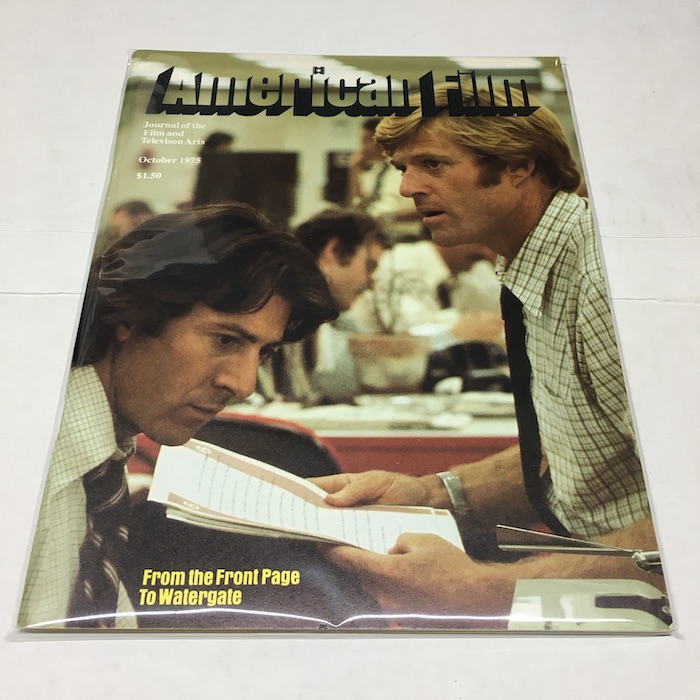 American Film
Journal of the
Film and
Televison Arts
October 1975
$1.50
From the Front Page
To Watergate